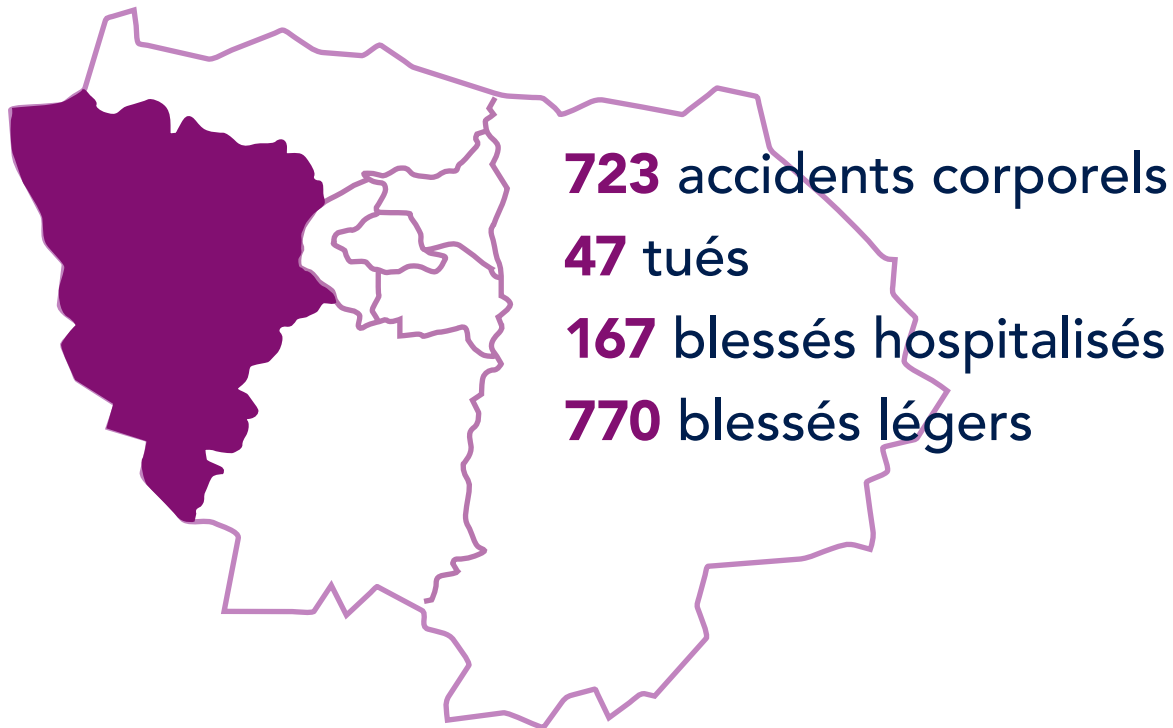 723 accidents corporels
47 tués
167 blessés hospitalisés
770 blessés légers